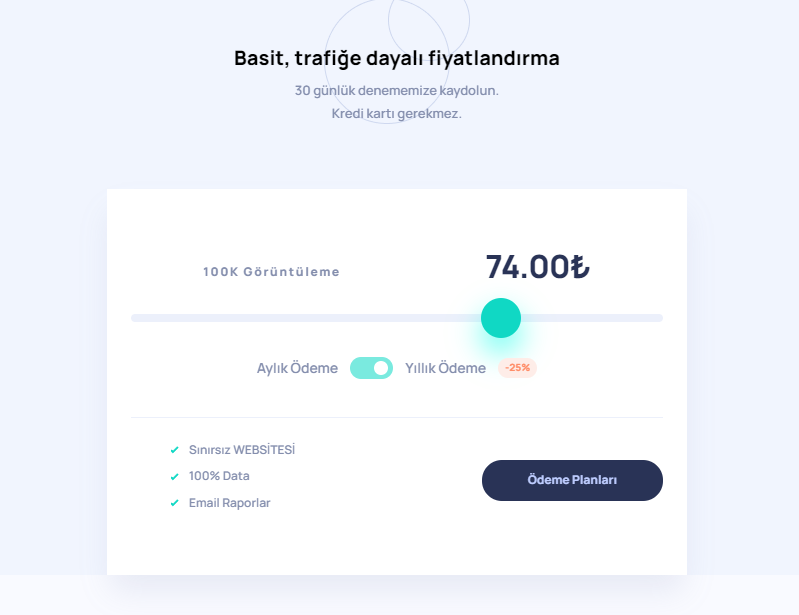 Basit, trafiğe dayalı fiyatlandırma
30 günlük denememize kaydolun.
Kredi kartı gerekmez.
100K Görüntüleme
74.00₺
Aylık Ödeme
Yıllık Ödeme
-25%
✔ Sınırsız WEBSİTESİ
✔ 100% Data
✔ Email Raporlar
Ödeme Planları